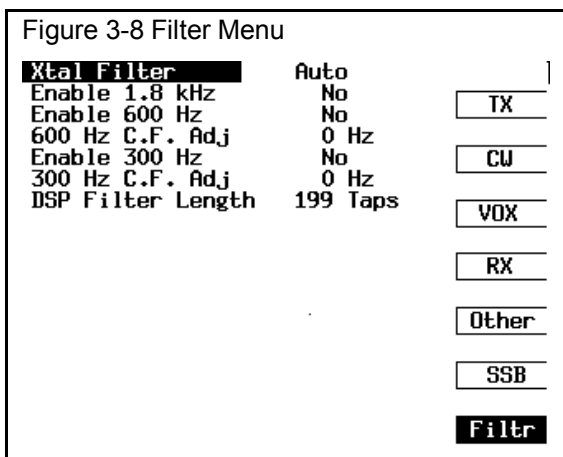 Figure 3-8 Filter Menu
Xtal Filter Auto
Enable 1.8 kHz No
Enable 600 Hz No
600 Hz C.F. Adj 0 Hz
Enable 300 Hz No
300 Hz C.F. Adj 0 Hz
DSP Filter Length 199 Taps
TX
CW
VOX
RX
Other
SSB
Filtr